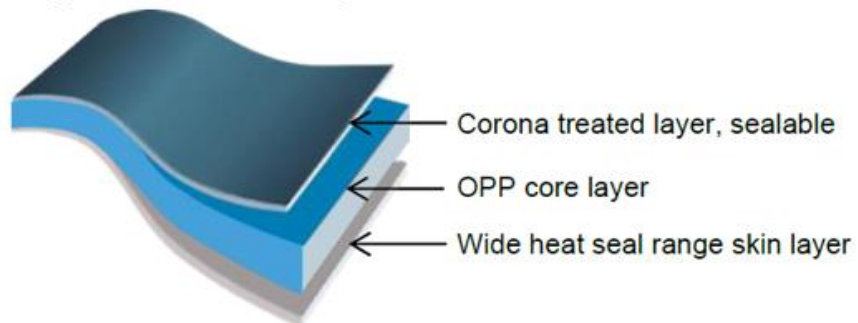 Corona treated layer, sealable
OPP core layer
Wide heat seal range skin layer